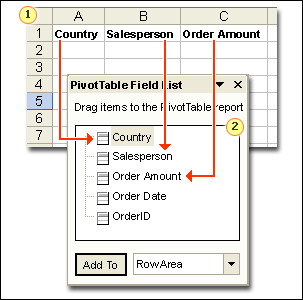 1
A B C
1 Country Salesperson Order Amount
2
3
4
5
6
7
PivotTable Field List
Drag items to the PivotTable report
2
Country
Salesperson
Order Amount
Order Date
OrderID
Add To RowArea